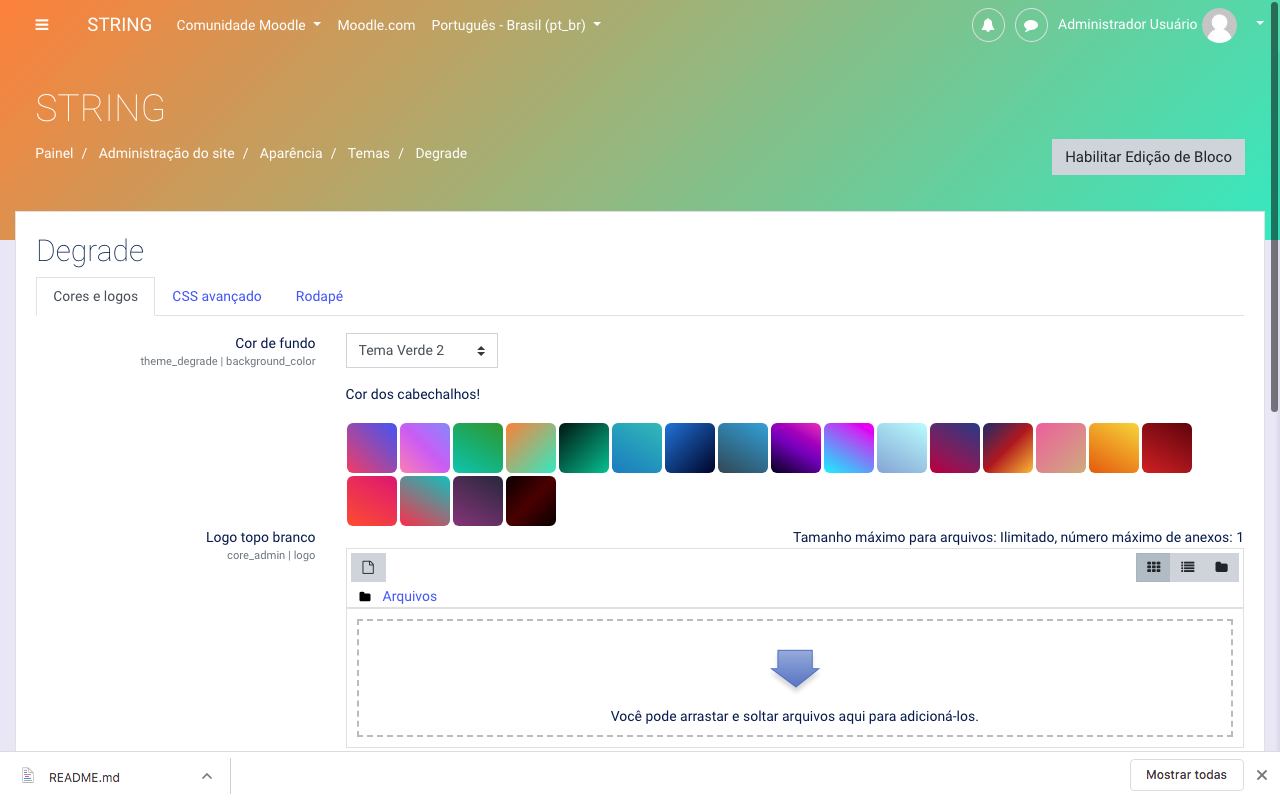 STRING Comunidade Moodle Moodle.com Português - Brasil (pt_br) Administrador Usuário
STRING
Painel / Administração do site / Aparência / Temas / Degrade
Habilitar Edição de Bloco
Degrade
Cores e logos CSS avançado Rodapé
Cor de fundo Tema Verde 2
theme_degrade | background_color
Cor dos cabechalhos!
Logo topo branco Tamanho máximo para arquivos: Ilimitado, número máximo de anexos: 1
core_admin | logo
Arquivos
Você pode arrastar e soltar arquivos aqui para adicioná-los.
README.md Mostrar todas